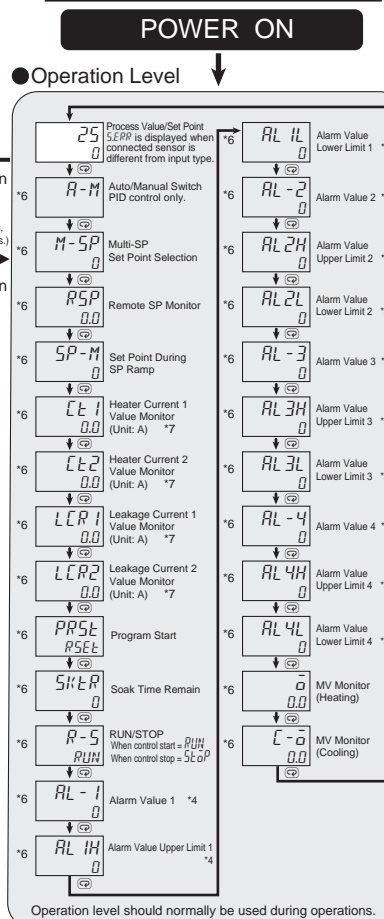 POWER ON
●Operation Level
25
0
Process Value/Set Point
S.ERR is displayed when
connected sensor is
different from input type.
*6
A-M
Auto/Manual Switch
PID control only.
*6
M-SP
0
Multi-SP
Set Point Selection
*6
RSP
0.0
Remote SP Monitor
*6
SP-M
0
Set Point During
SP Ramp
*6
Ct1
0.0
Heater Current 1
Value Monitor
(Unit: A) *7
*6
Ct2
0.0
Heater Current 2
Value Monitor
(Unit: A) *7
*6
LCR1
0.0
Leakage Current 1
Value Monitor
(Unit: A) *7
*6
LCR2
0.0
Leakage Current 2
Value Monitor
(Unit: A) *7
*6
PRSt
RSEt
Program Start
*6
SKtR
0
Soak Time Remain
*6
R-S
RUN
RUN/STOP
When control start = RUN
When control stop = StoP
*6
AL-1
0
Alarm Value 1 *4
*6
AL 1H
0
Alarm Value Upper Limit 1
*4
*6
AL 1L
0
Alarm Value
Lower Limit 1 *
*6
AL-2
0
Alarm Value 2 *
*6
AL2H
0
Alarm Value
Upper Limit 2 *
*6
AL2L
0
Alarm Value
Lower Limit 2 *
*6
AL-3
0
Alarm Value 3 *
*6
AL3H
0
Alarm Value
Upper Limit 3 *
*6
AL3L
0
Alarm Value
Lower Limit 3 *
*6
AL-4
0
Alarm Value 4 *
*6
AL4H
0
Alarm Value
Upper Limit 4 *
*6
AL4L
0
Alarm Value
Lower Limit 4 *
*6
o
0.0
MV Monitor
(Heating)
*6
C-o
0.0
MV Monitor
(Cooling)
Operation level should normally be used during operations.